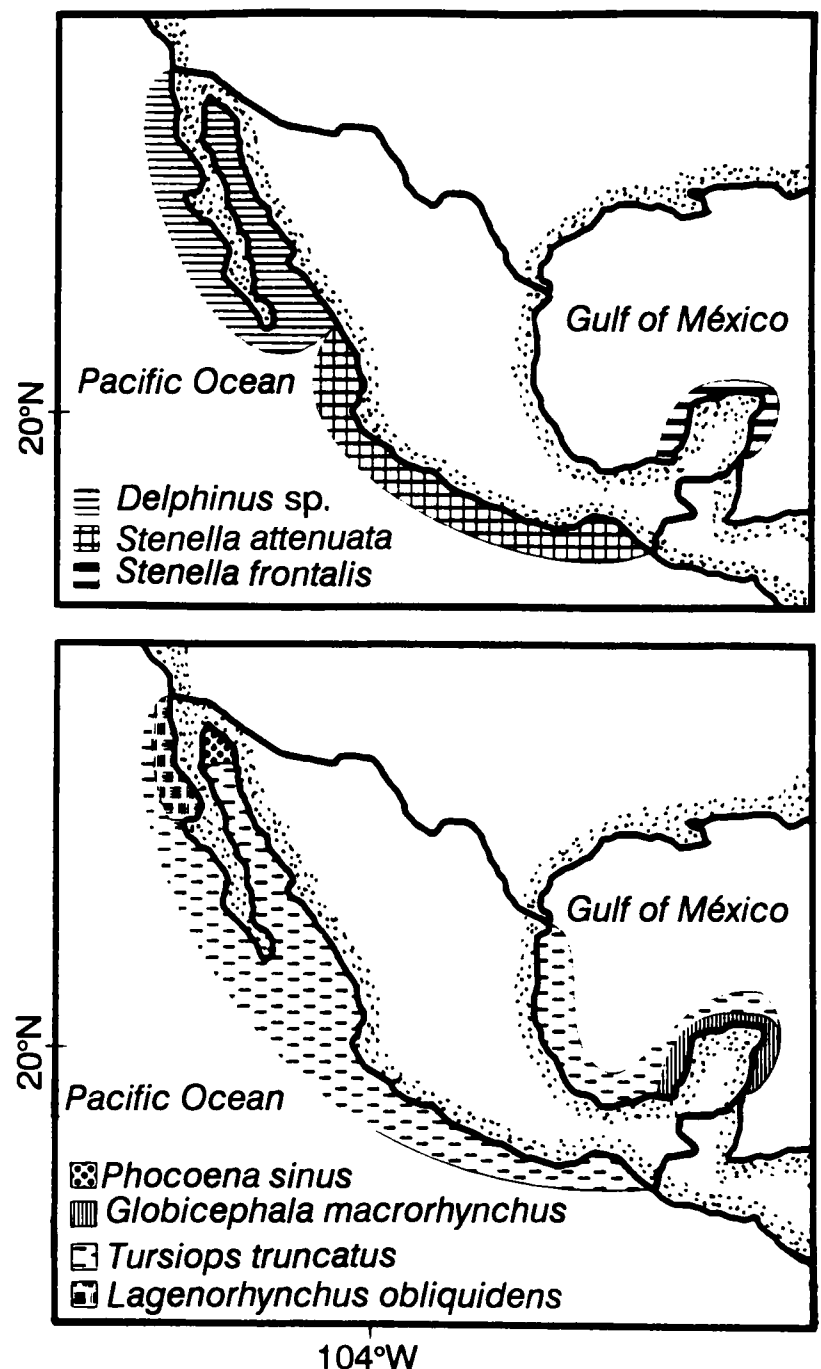 Gulf of México
Pacific Ocean
20°N
Delphinus sp.
Stenella attenuata
Stenella frontalis
Gulf of México
20°N
Pacific Ocean
Phocoena sinus
Globicephala macrorhynchus
Tursiops truncatus
Lagenorhynchus obliquidens
104°W